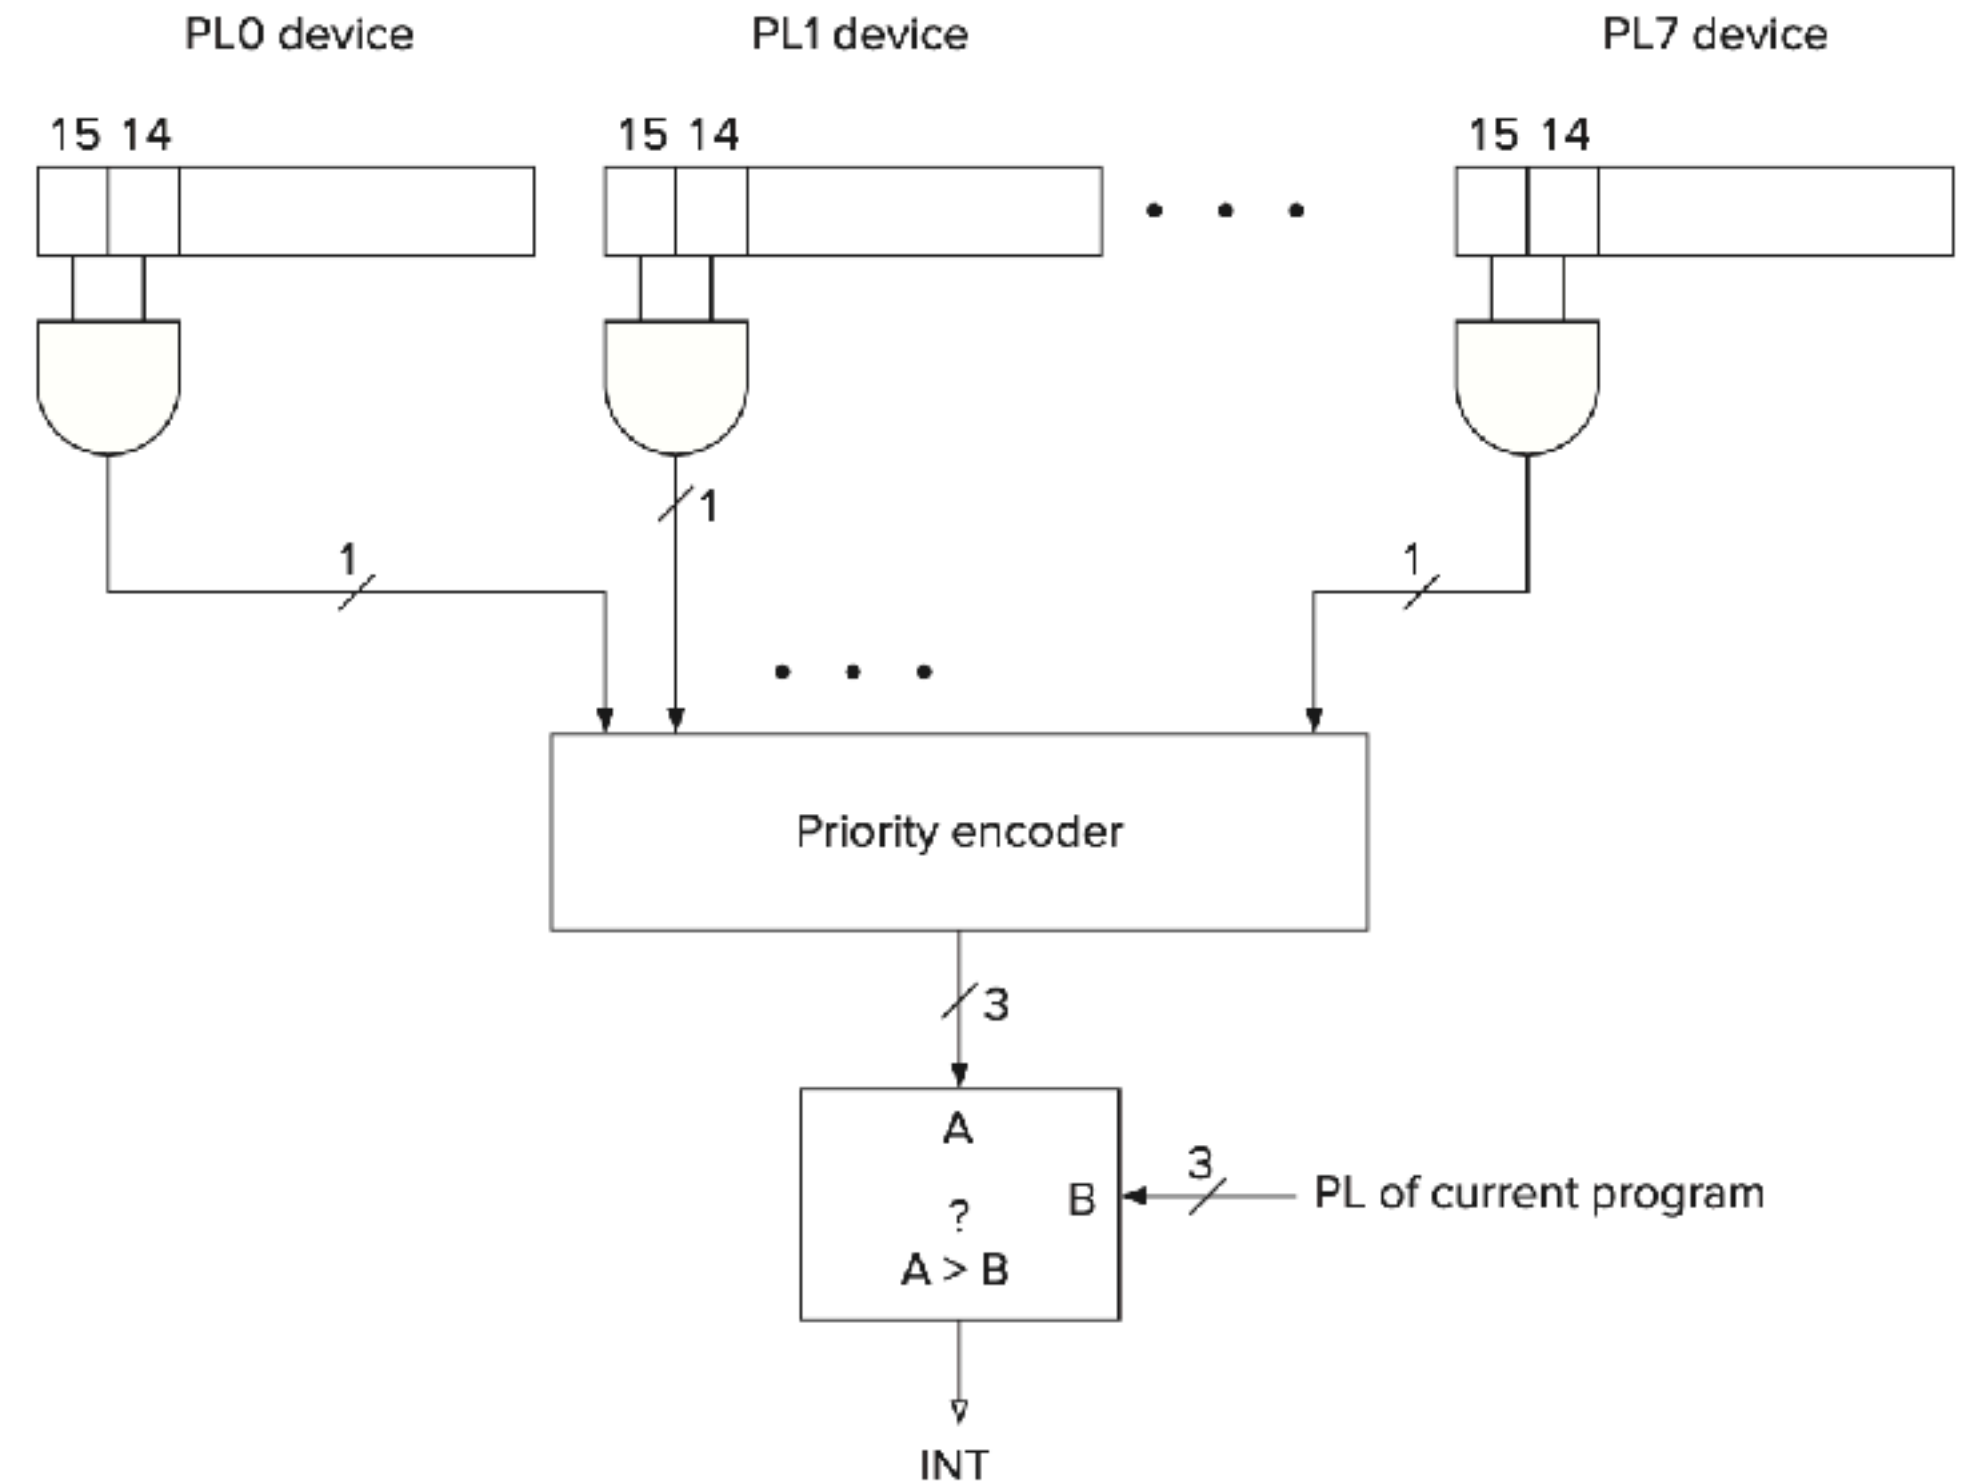 PL0 device PL1 device PL7 device
15 14 15 14 15 14
1
1 1
Priority encoder
3
A
3
B PL of current program
?
A > B
INT